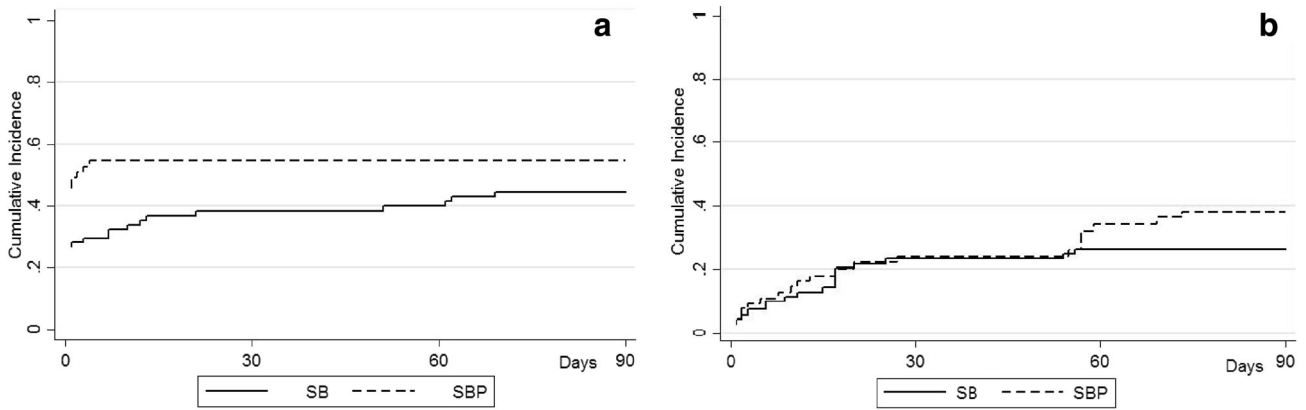 a
Cumulative Incidence
1
.8
.6
.4
.2
0
0 30 60 Days 90
SB SBP
b
Cumulative Incidence
1
.8
.6
.4
.2
0
0 30 60 Days 90
SB SBP